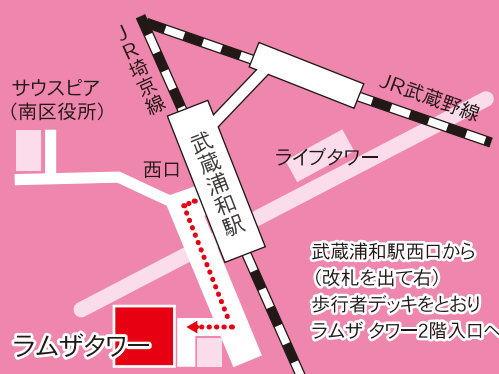 JR埼京線
サウスピア
（南区役所）
JR武蔵野線
西口
武蔵浦和駅
ライブタワー
武蔵浦和駅西口から
（改札を出て右）
歩行者デッキをとおり
ラムザ タワー2階入口へ
ラムザタワー